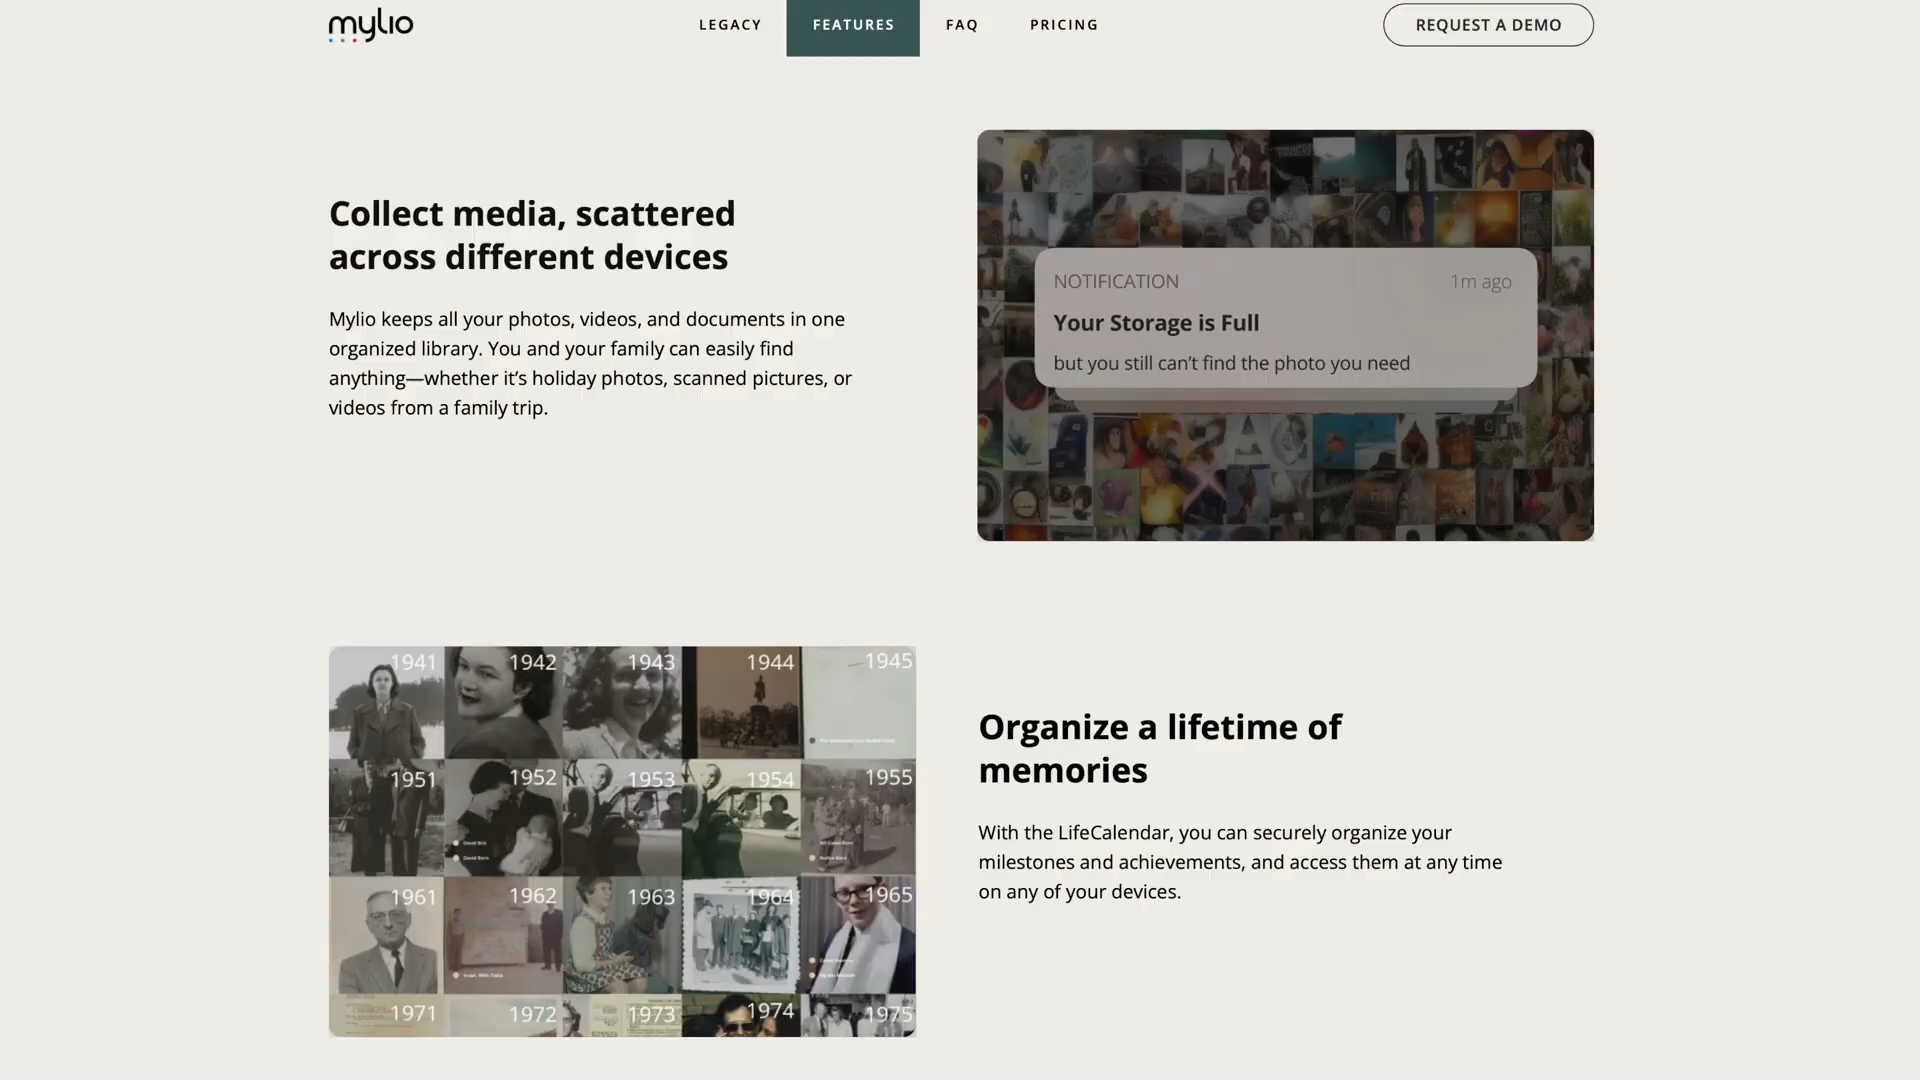 mylio
LEGACY
FEATURES
FAQ
PRICING
REQUEST A DEMO
Collect media, scattered
across different devices
Mylio keeps all your photos, videos, and documents in one
organized library. You and your family can easily find
anything—whether it’s holiday photos, scanned pictures, or
videos from a family trip.
NOTIFICATION
1m ago
Your Storage is Full
but you still can’t find the photo you need
1941
1942
1943
1944
1945
1951
1952
1953
1954
1955
David Born
1961
1962
1963
1964
1965
1971
1972
1973
1974
1975
Organize a lifetime of
memories
With the LifeCalendar, you can securely organize your
milestones and achievements, and access them at any time
on any of your devices.